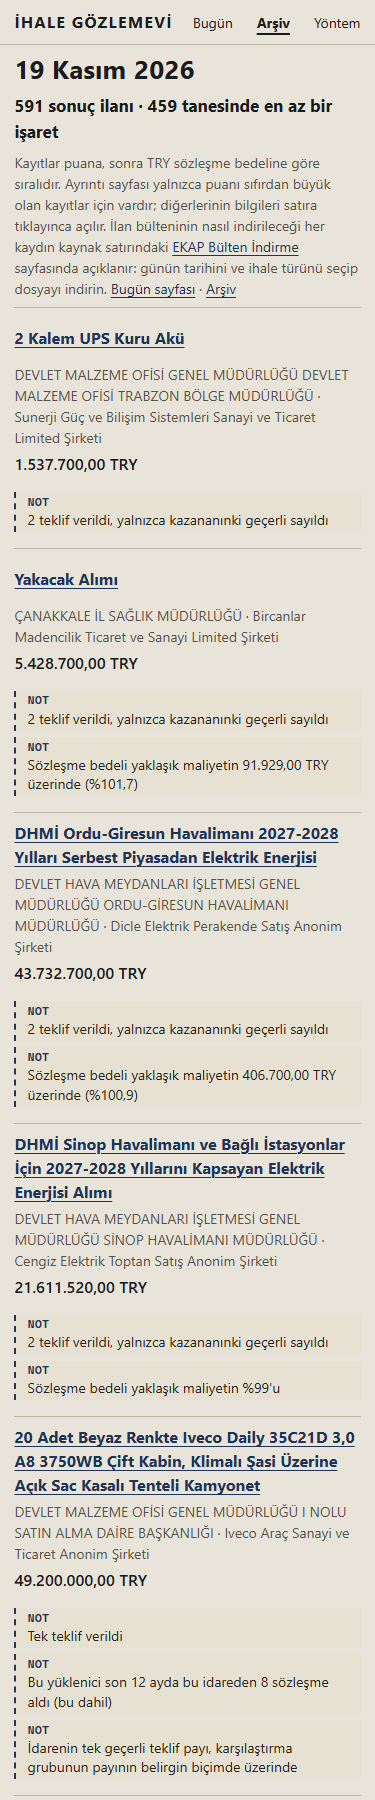 İHALE GÖZLEMEVİ Bugün Arşiv Yöntem
19 Kasım 2026
591 sonuç ilanı · 459 tanesinde en az bir
işaret
Kayıtlar puana, sonra TRY sözleşme bedeline göre
sıralıdır. Ayrıntı sayfası yalnızca puanı sıfırdan büyük
olan kayıtlar için vardır; diğerlerinin bilgileri satıra
tıklayınca açılır. İlan bülteninin nasıl indirileceği her
kaydın kaynak satırındaki EKAP Bülten İndirme
sayfasında açıklanır: günün tarihini ve ihale türünü seçip
dosyayı indirin. Bugün sayfası · Arşiv
2 Kalem UPS Kuru Akü
DEVLET MALZEME OFİSİ GENEL MÜDÜRLÜĞÜ DEVLET
MALZEME OFİSİ TRABZON BÖLGE MÜDÜRLÜĞÜ ·
Sunerji Güç ve Bilişim Sistemleri Sanayi ve Ticaret
Limited Şirketi
1.537.700,00 TRY
NOT
2 teklif verildi, yalnızca kazananınki geçerli sayıldı
Yakacak Alımı
ÇANAKKALE İL SAĞLIK MÜDÜRLÜĞÜ · Bircanlar
Madencilik Ticaret ve Sanayi Limited Şirketi
5.428.700,00 TRY
NOT
2 teklif verildi, yalnızca kazananınki geçerli sayıldı
NOT
Sözleşme bedeli yaklaşık maliyetin 91.929,00 TRY
üzerinde (%101,7)
DHMİ Ordu-Giresun Havalimanı 2027-2028
Yılları Serbest Piyasadan Elektrik Enerjisi
DEVLET HAVA MEYDANLARI İŞLETMESİ GENEL
MÜDÜRLÜĞÜ ORDU-GİRESUN HAVALİMANI
MÜDÜRLÜĞÜ · Dicle Elektrik Perakende Satış Anonim
Şirketi
43.732.700,00 TRY
NOT
2 teklif verildi, yalnızca kazananınki geçerli sayıldı
NOT
Sözleşme bedeli yaklaşık maliyetin 406.700,00 TRY
üzerinde (%100,9)
DHMİ Sinop Havalimanı ve Bağlı İstasyonlar
İçin 2027-2028 Yıllarını Kapsayan Elektrik
Enerjisi Alımı
DEVLET HAVA MEYDANLARI İŞLETMESİ GENEL
MÜDÜRLÜĞÜ SİNOP HAVALİMANI MÜDÜRLÜĞÜ ·
Cengiz Elektrik Toptan Satış Anonim Şirketi
21.611.520,00 TRY
NOT
2 teklif verildi, yalnızca kazananınki geçerli sayıldı
NOT
Sözleşme bedeli yaklaşık maliyetin %99'u
20 Adet Beyaz Renkte Iveco Daily 35C21D 3,0
A8 3750WB Çift Kabin, Klimalı Şasi Üzerine
Açık Sac Kasalı Tenteli Kamyonet
DEVLET MALZEME OFİSİ GENEL MÜDÜRLÜĞÜ I NOLU
SATIN ALMA DAİRE BAŞKANLIĞI · Iveco Araç Sanayi ve
Ticaret Anonim Şirketi
49.200.000,00 TRY
NOT
Tek teklif verildi
NOT
Bu yüklenici son 12 ayda bu idareden 8 sözleşme
aldı (bu dahil)
NOT
İdarenin tek geçerli teklif payı, karşılaştırma
grubunun payının belirgin biçimde üzerinde